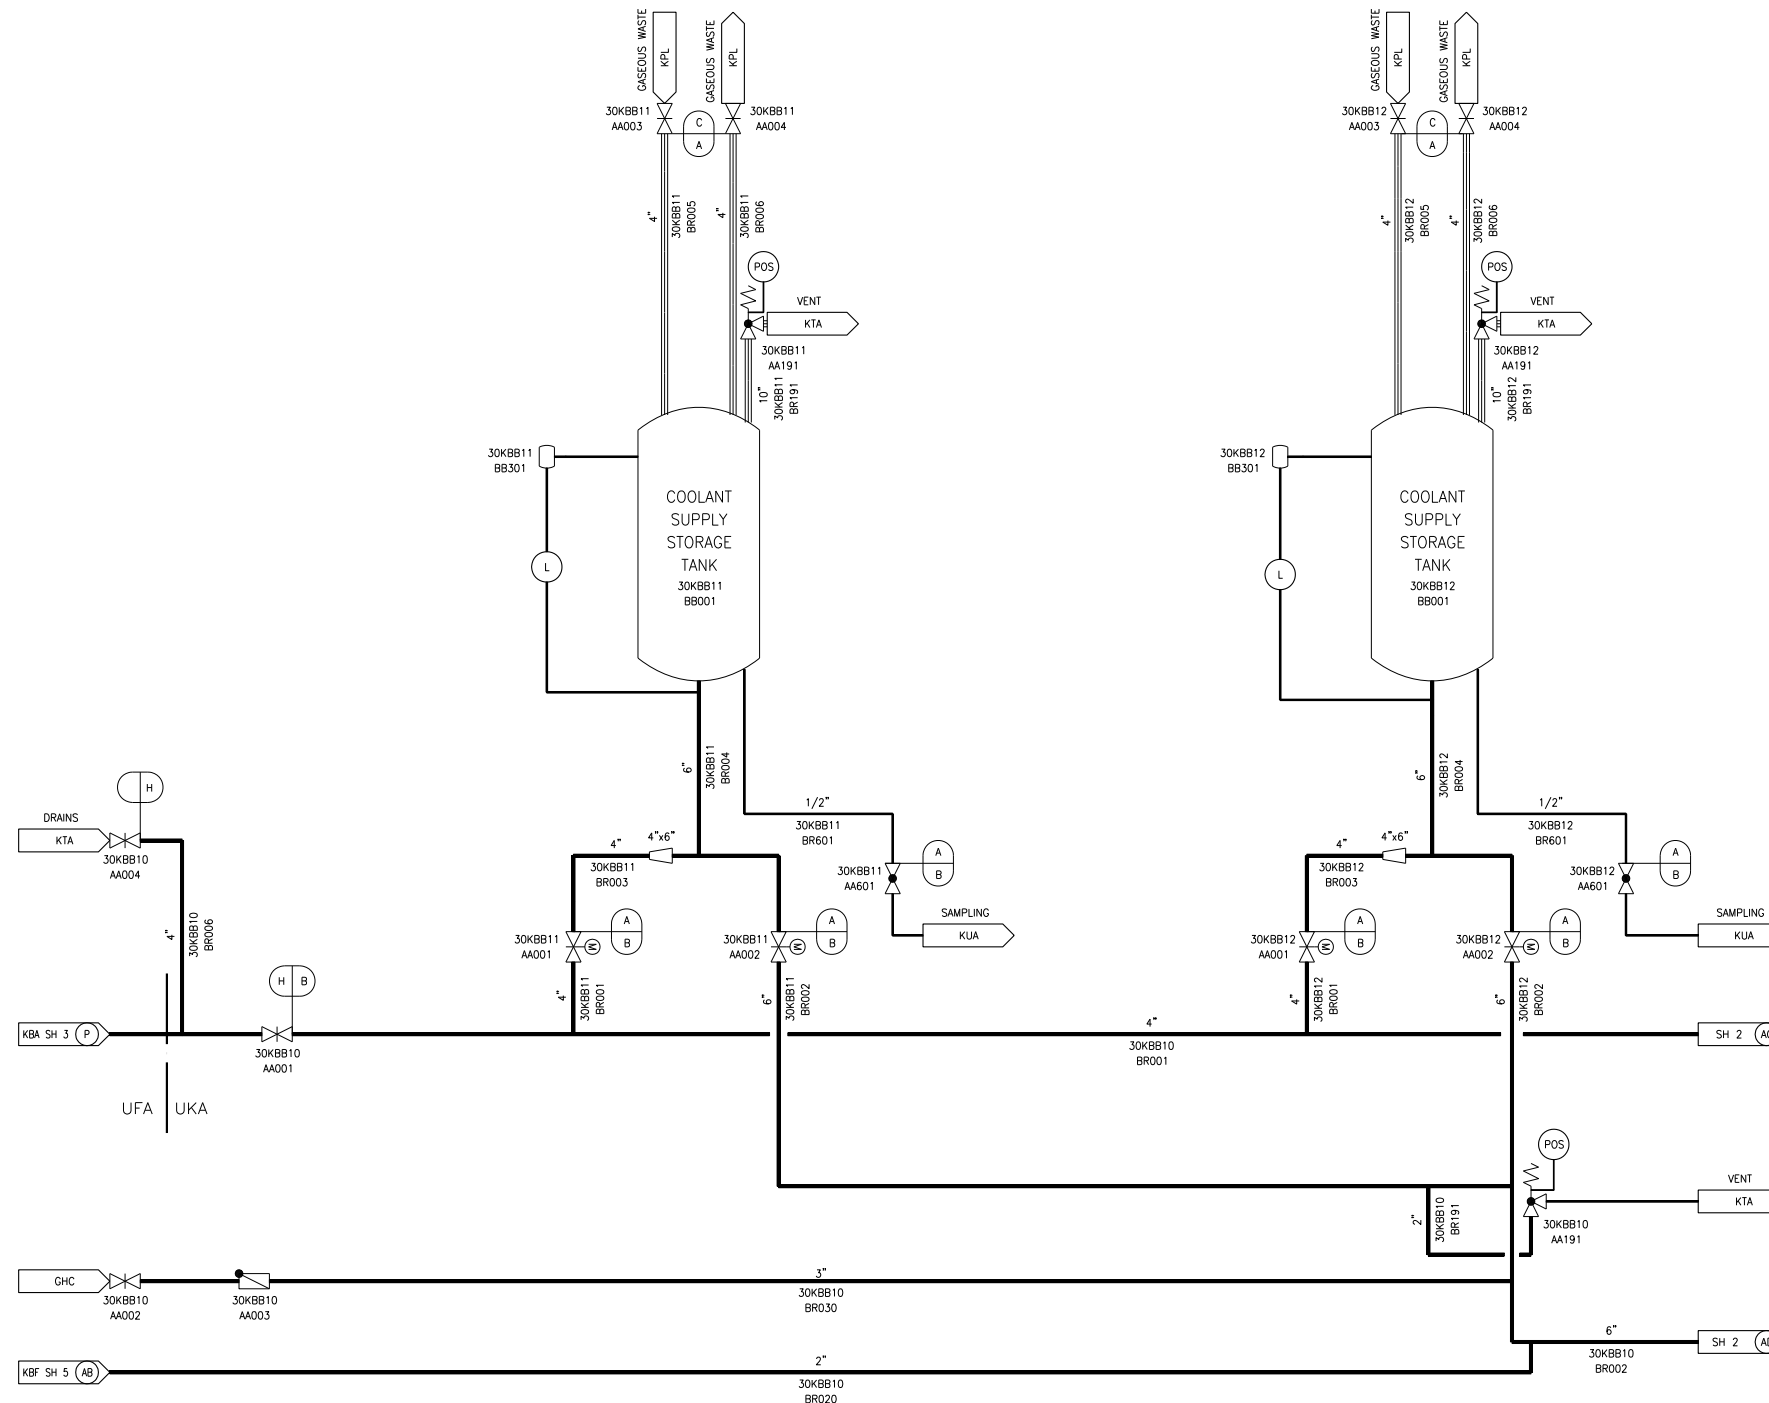 GASEOUS WASTE
KPL
GASEOUS WASTE
KPL
30KBB11
AA003
C
A
30KBB11
AA004
4"
30KBB11
BR005
4"
30KBB11
BR006
POS
VENT
KTA
30KBB11
AA191
10"
30KBB11
BR191
GASEOUS WASTE
KPL
GASEOUS WASTE
KPL
30KBB12
AA003
C
A
30KBB12
AA004
4"
30KBB12
BR005
4"
30KBB12
BR006
POS
VENT
KTA
30KBB12
AA191
10"
30KBB12
BR191
30KBB11
BB301
L
COOLANT
SUPPLY
STORAGE
TANK
30KBB11
BB001
30KBB12
BB301
L
COOLANT
SUPPLY
STORAGE
TANK
30KBB12
BB001
6"
30KBB11
BR004
1/2"
30KBB11
BR601
6"
30KBB12
BR004
1/2"
30KBB12
BR601
H
DRAINS
KTA
30KBB10
AA004
4"
30KBB10
BR006
4"
30KBB11
BR003
4"x6"
30KBB11
AA601
A
B
SAMPLING
KUA
4"
30KBB12
BR003
4"x6"
30KBB12
AA601
A
B
SAMPLING
KUA
30KBB11
AA001
M
A
B
30KBB11
AA002
M
A
B
30KBB12
AA001
M
A
B
30KBB12
AA002
M
A
B
H B
4"
30KBB11
BR001
6"
30KBB11
BR002
4"
30KBB12
BR001
6"
30KBB12
BR002
KBA SH 3 P
30KBB10
AA001
4"
30KBB10
BR001
SH 2
UFA UKA
POS
VENT
KTA
2"
30KBB10
BR191
30KBB10
AA191
GHC
30KBB10
AA002
30KBB10
AA003
3"
30KBB10
BR030
6"
30KBB10
BR002
SH 2
KBF SH 5 AB
2"
30KBB10
BR020